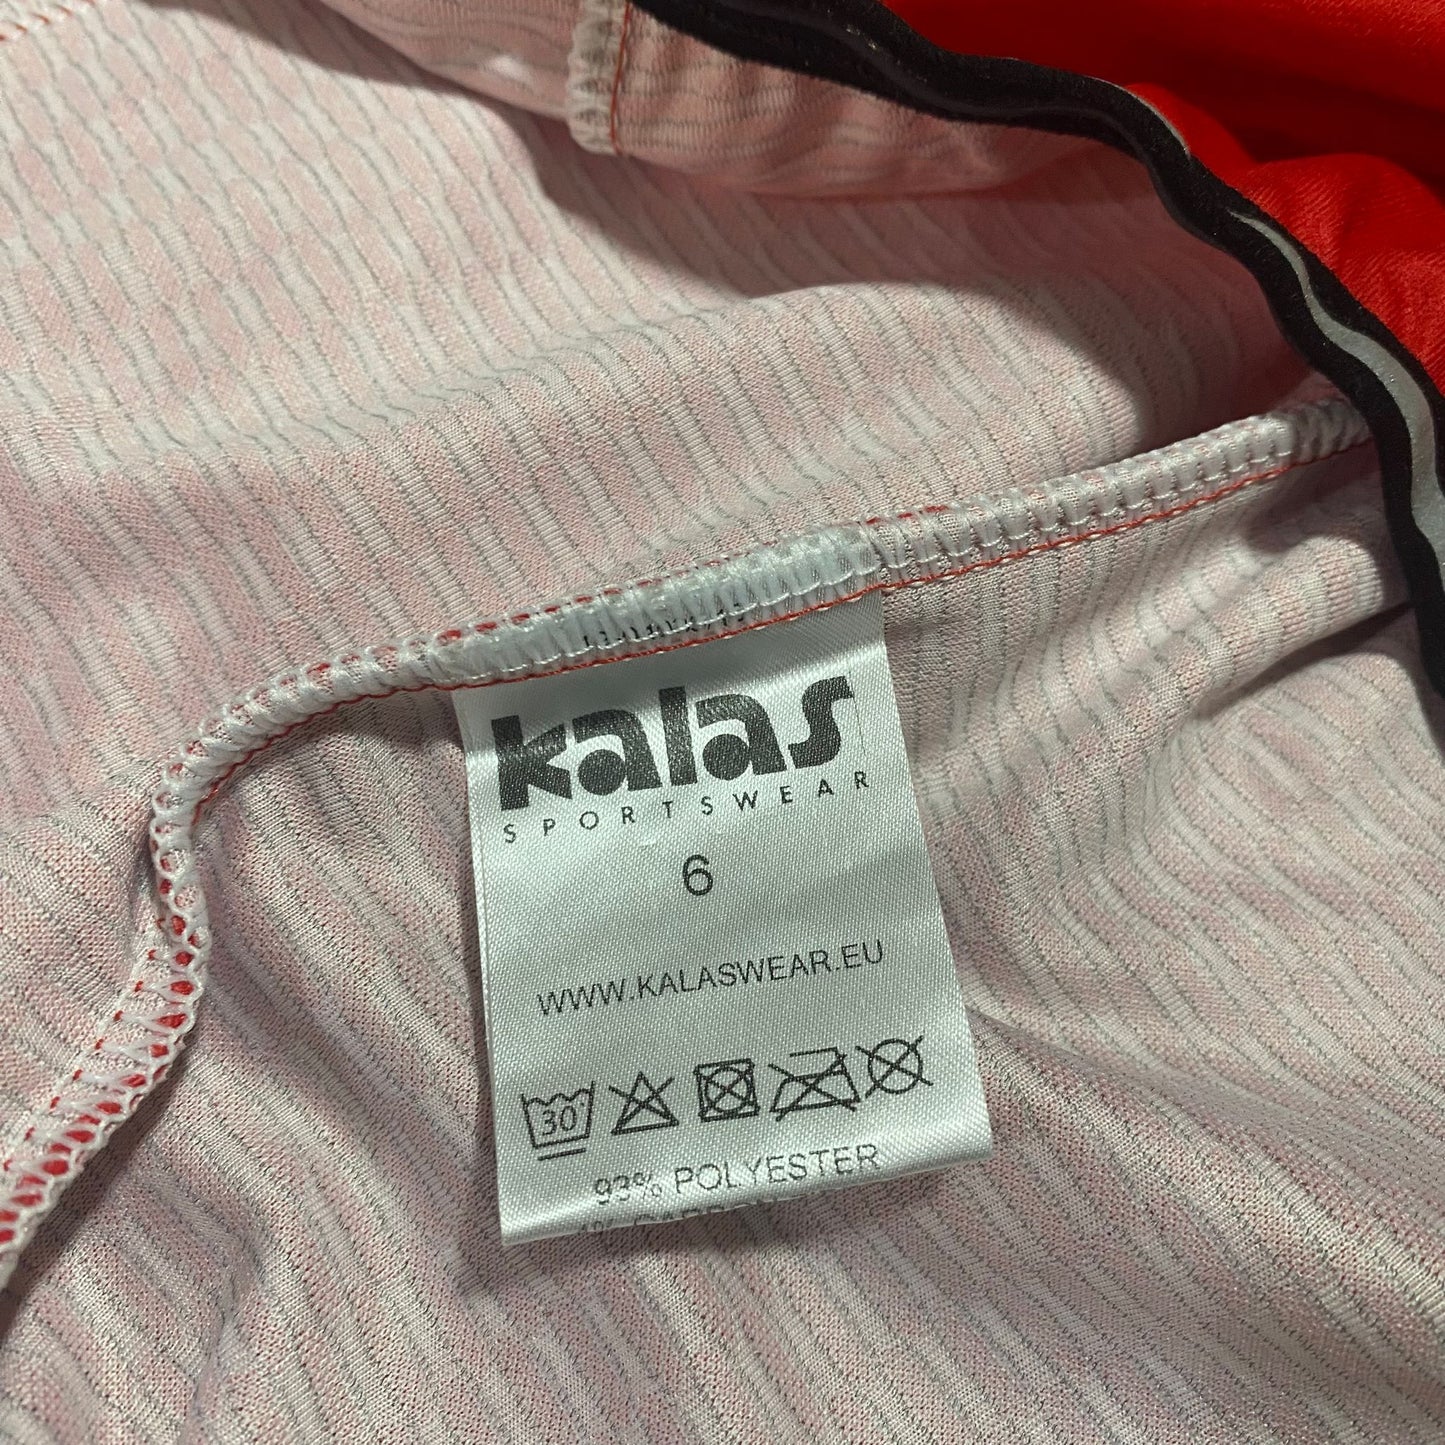 kalas
SPORTSWEAR
6
WWW.KALASWEAR.EU
30°
93% POLYESTER